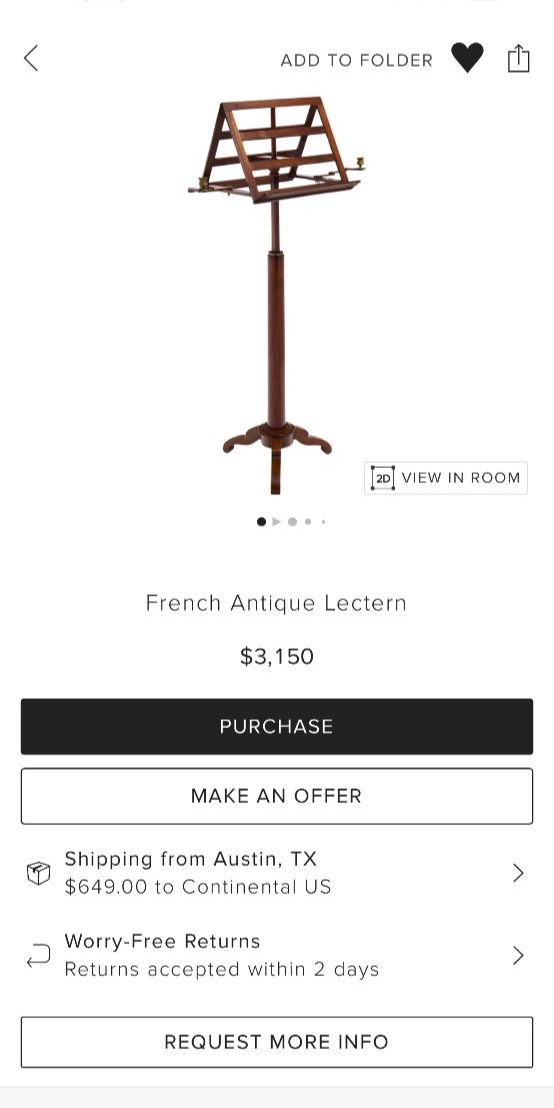 ADD TO FOLDER
2D VIEW IN ROOM
French Antique Lectern
$3,150
PURCHASE
MAKE AN OFFER
Shipping from Austin, TX
$649.00 to Continental US
Worry-Free Returns
Returns accepted within 2 days
REQUEST MORE INFO